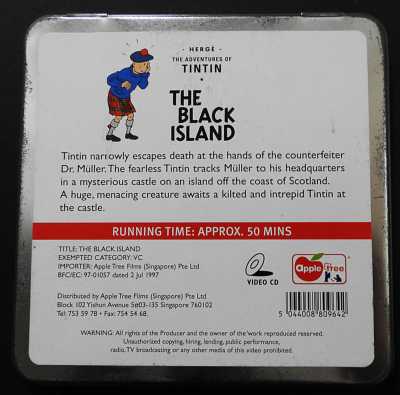 - HERGÉ -
THE ADVENTURES OF
TINTIN
THE
BLACK
ISLAND
Tintin narrowly escapes death at the hands of the counterfeiter
Dr. Müller. The fearless Tintin tracks Müller to his headquarters
in a mysterious castle on an island off the coast of Scotland.
A huge, menacing creature awaits a kilted and intrepid Tintin at
the castle.
RUNNING TIME: APPROX. 50 MINS
TITLE: THE BLACK ISLAND
EXEMPTED CATEGORY: VC
IMPORTER: Apple Tree Films (Singapore) Pte Ltd
BFC/EC: 97-01057 dated 2 Jul 1997
VIDEO CD
Apple Tree
Distributed by Apple Tree Films (Singapore) Pte Ltd
Block 102 Yishun Avenue 5#03-135 Singapore 760102
Tel: 753 59 78 • Fax: 754 54 68.
5 044008 809642
WARNING: All rights of the Producer and the owner of the work reproduced reserved.
Unauthorized copying, hiring, lending, public performance,
radio, TV broadcasting or any other media of this video prohibited.